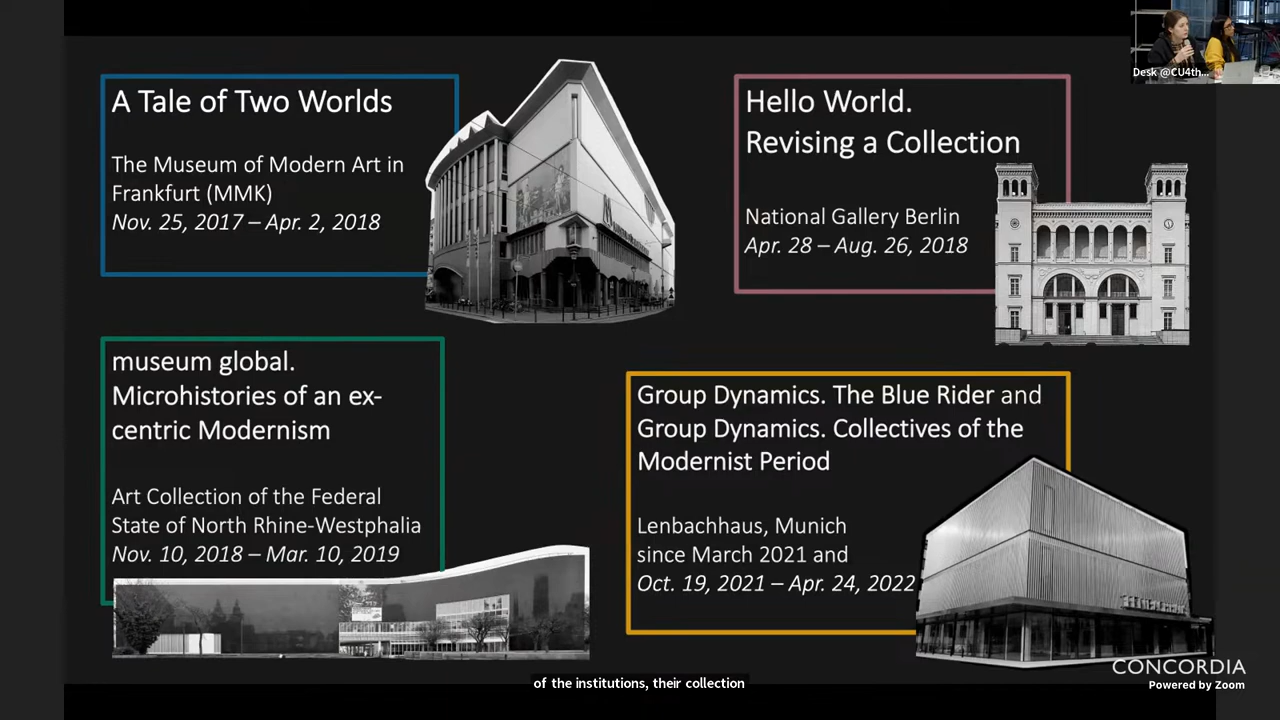 Desk @CU4th...
A Tale of Two Worlds
The Museum of Modern Art in
Frankfurt (MMK)
Nov. 25, 2017 – Apr. 2, 2018
Hello World.
Revising a Collection
National Gallery Berlin
Apr. 28 – Aug. 26, 2018
museum global.
Microhistories of an ex-
centric Modernism
Art Collection of the Federal
State of North Rhine-Westphalia
Nov. 10, 2018 – Mar. 10, 2019
Group Dynamics. The Blue Rider and
Group Dynamics. Collectives of the
Modernist Period
Lenbachhaus, Munich
since March 2021 and
Oct. 19, 2021 – Apr. 24, 2022
CONCORDIA
Powered by Zoom
of the institutions, their collection